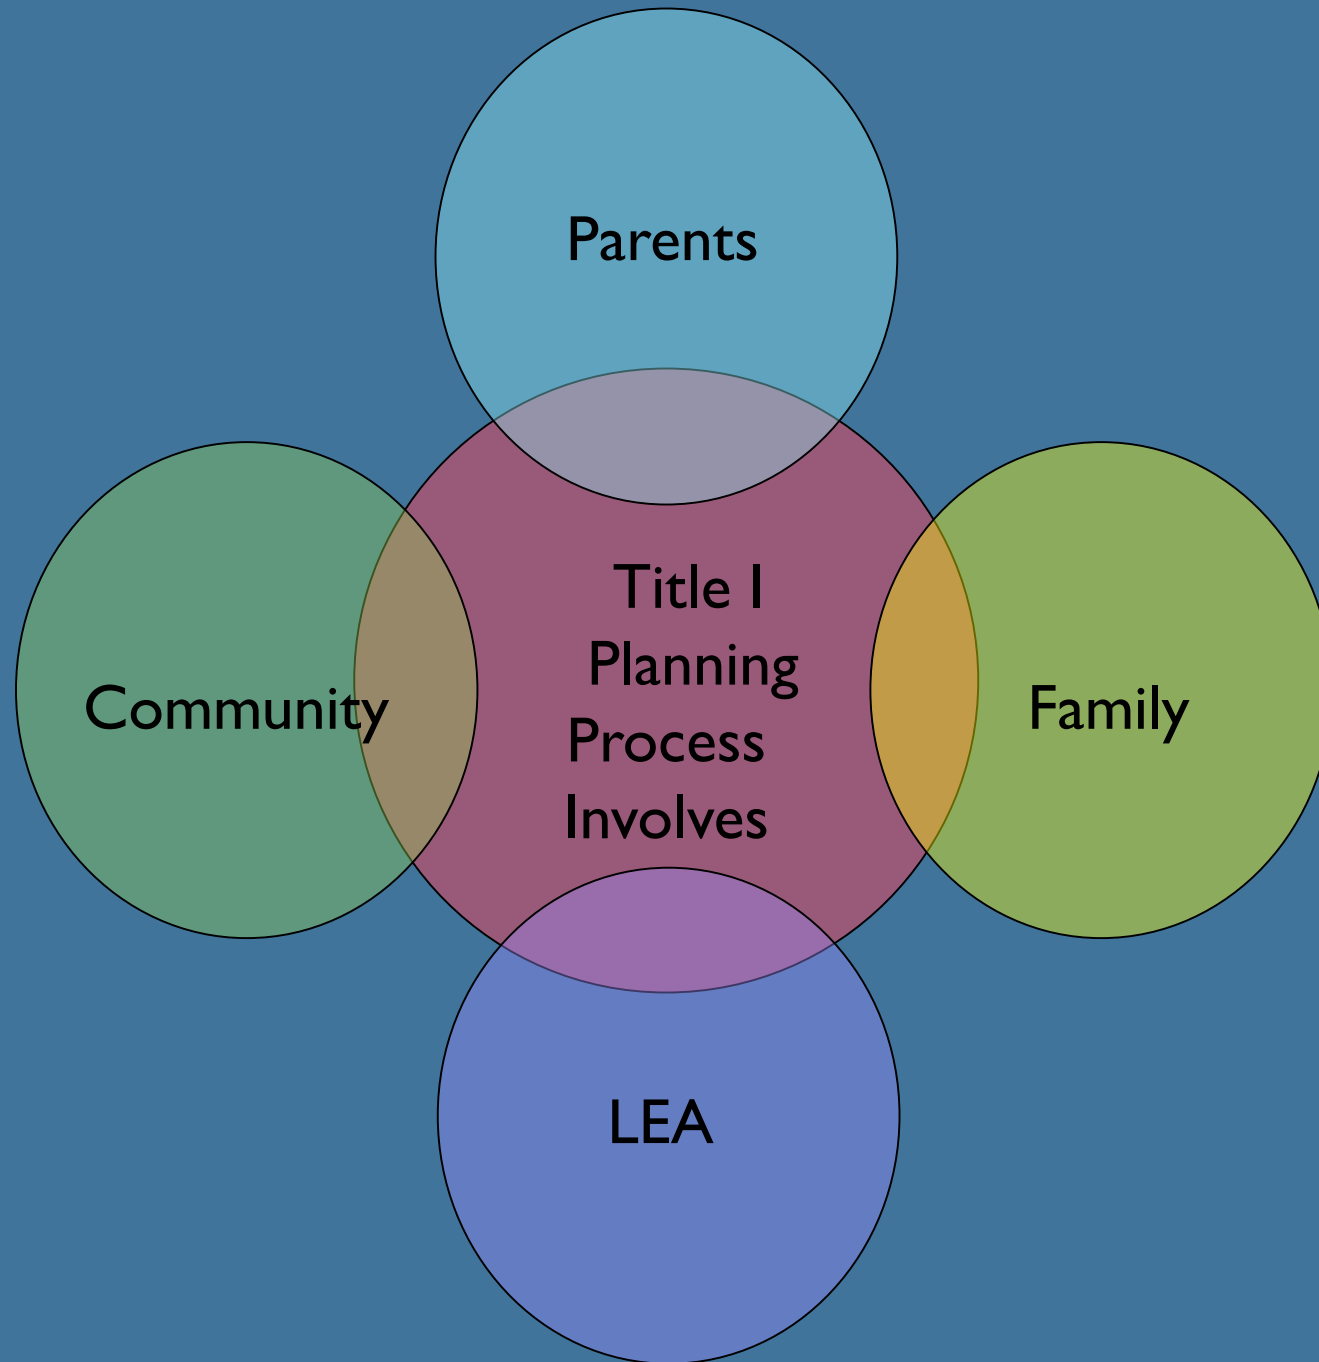 Parents
Title I
Planning
Process
Involves
Community
Family
LEA